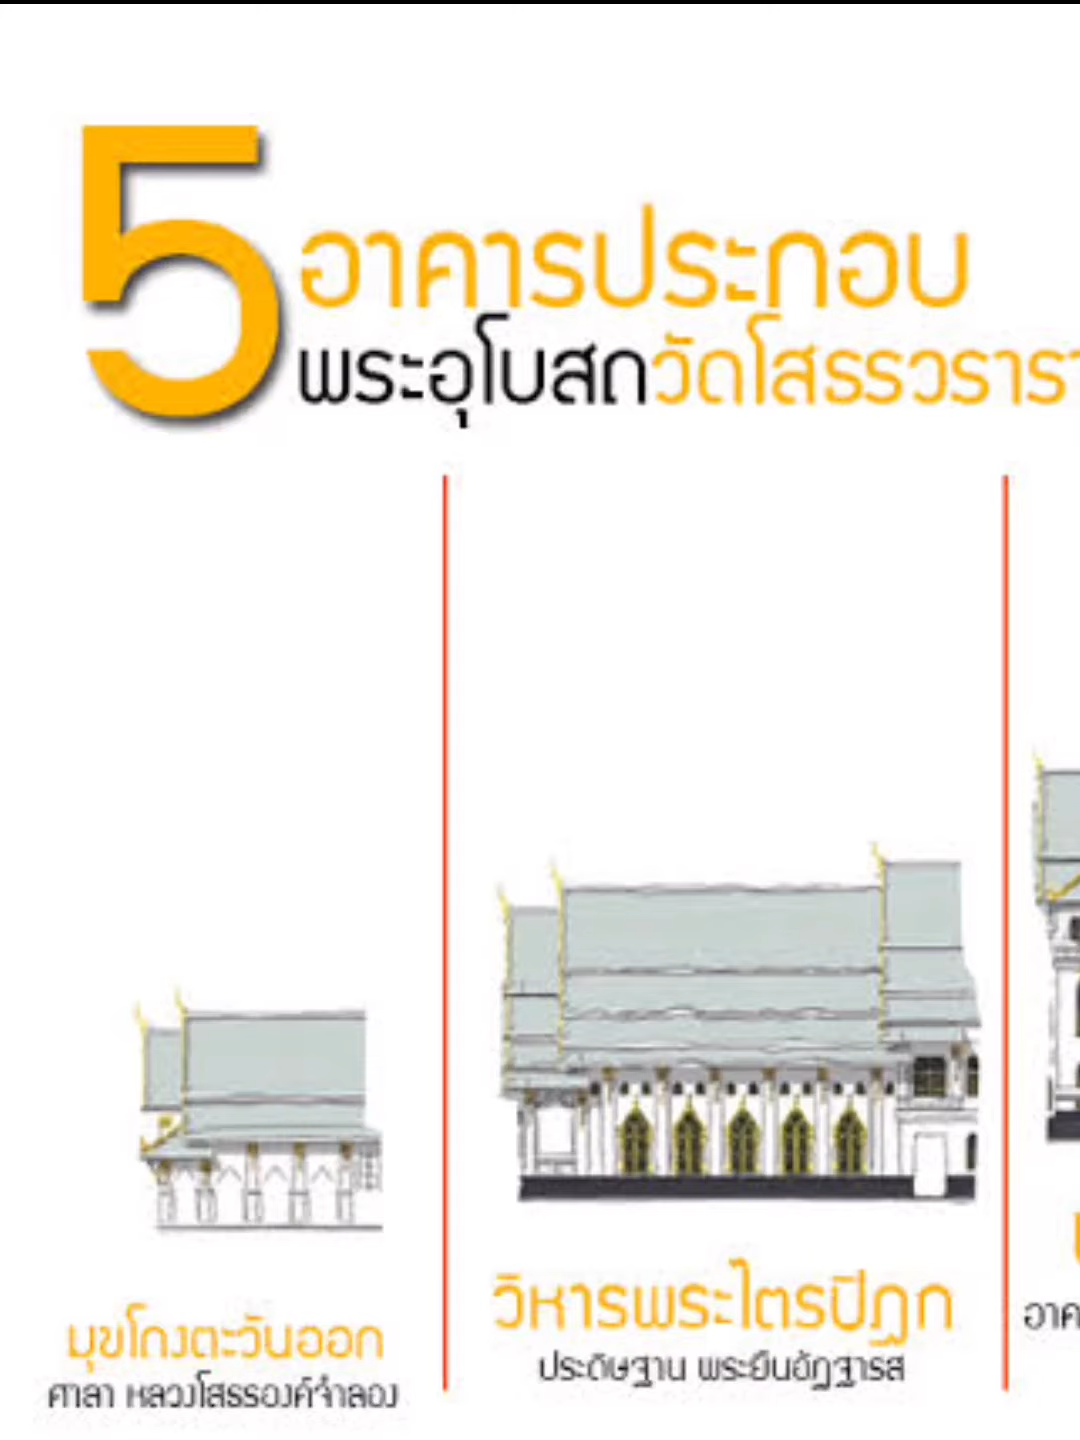 5 อาคารประกอบ
พระอุโบสถวัดโสธรวรารา
มุขโถงตะวันออก
ศาลา หลวงโสธรองค์จำลอง
วิหารพระไตรปิฎก
ประดิษฐาน พระยืนอัฏฐารส
อาค